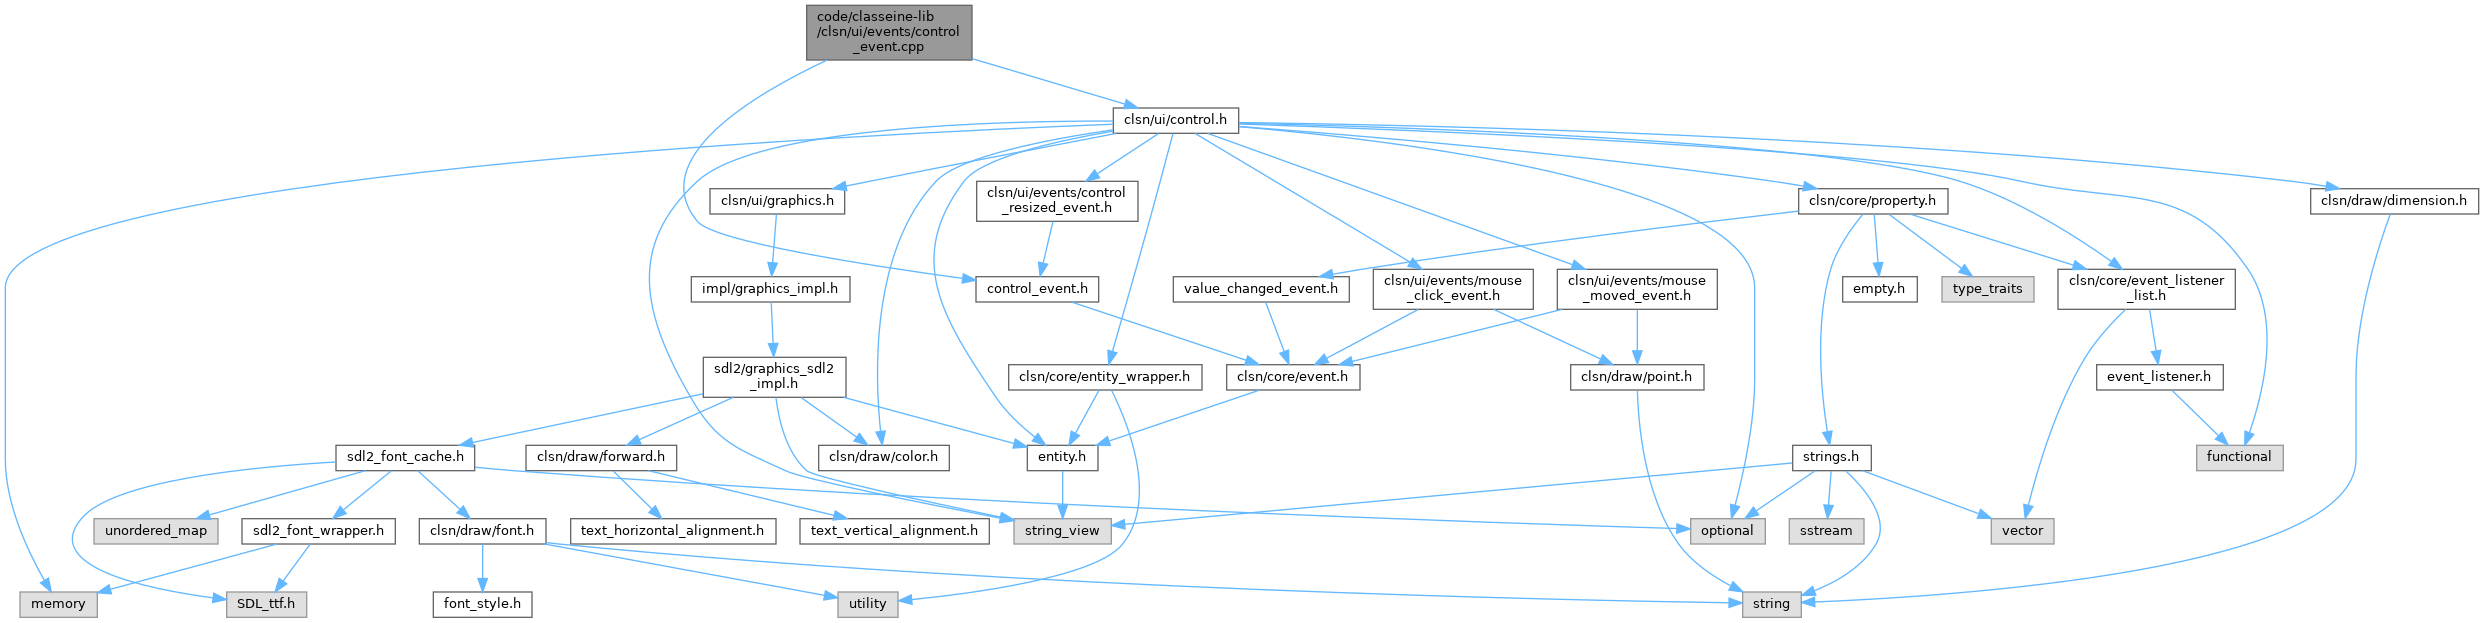 code/classeine-lib
/clsn/ui/events/control
_event.cpp
clsn/ui/control.h
clsn/ui/graphics.h
clsn/ui/events/control
_resized_event.h
clsn/core/property.h
clsn/draw/dimension.h
impl/graphics_impl.h
control_event.h
value_changed_event.h
clsn/ui/events/mouse
_click_event.h
clsn/ui/events/mouse
_moved_event.h
empty.h
type_traits
clsn/core/event_listener
_list.h
sdl2/graphics_sdl2
_impl.h
clsn/core/entity_wrapper.h
clsn/core/event.h
clsn/draw/point.h
event_listener.h
sdl2_font_cache.h
clsn/draw/forward.h
clsn/draw/color.h
entity.h
strings.h
functional
unordered_map
sdl2_font_wrapper.h
clsn/draw/font.h
text_horizontal_alignment.h
text_vertical_alignment.h
string_view
optional
sstream
vector
memory
SDL_ttf.h
font_style.h
utility
string